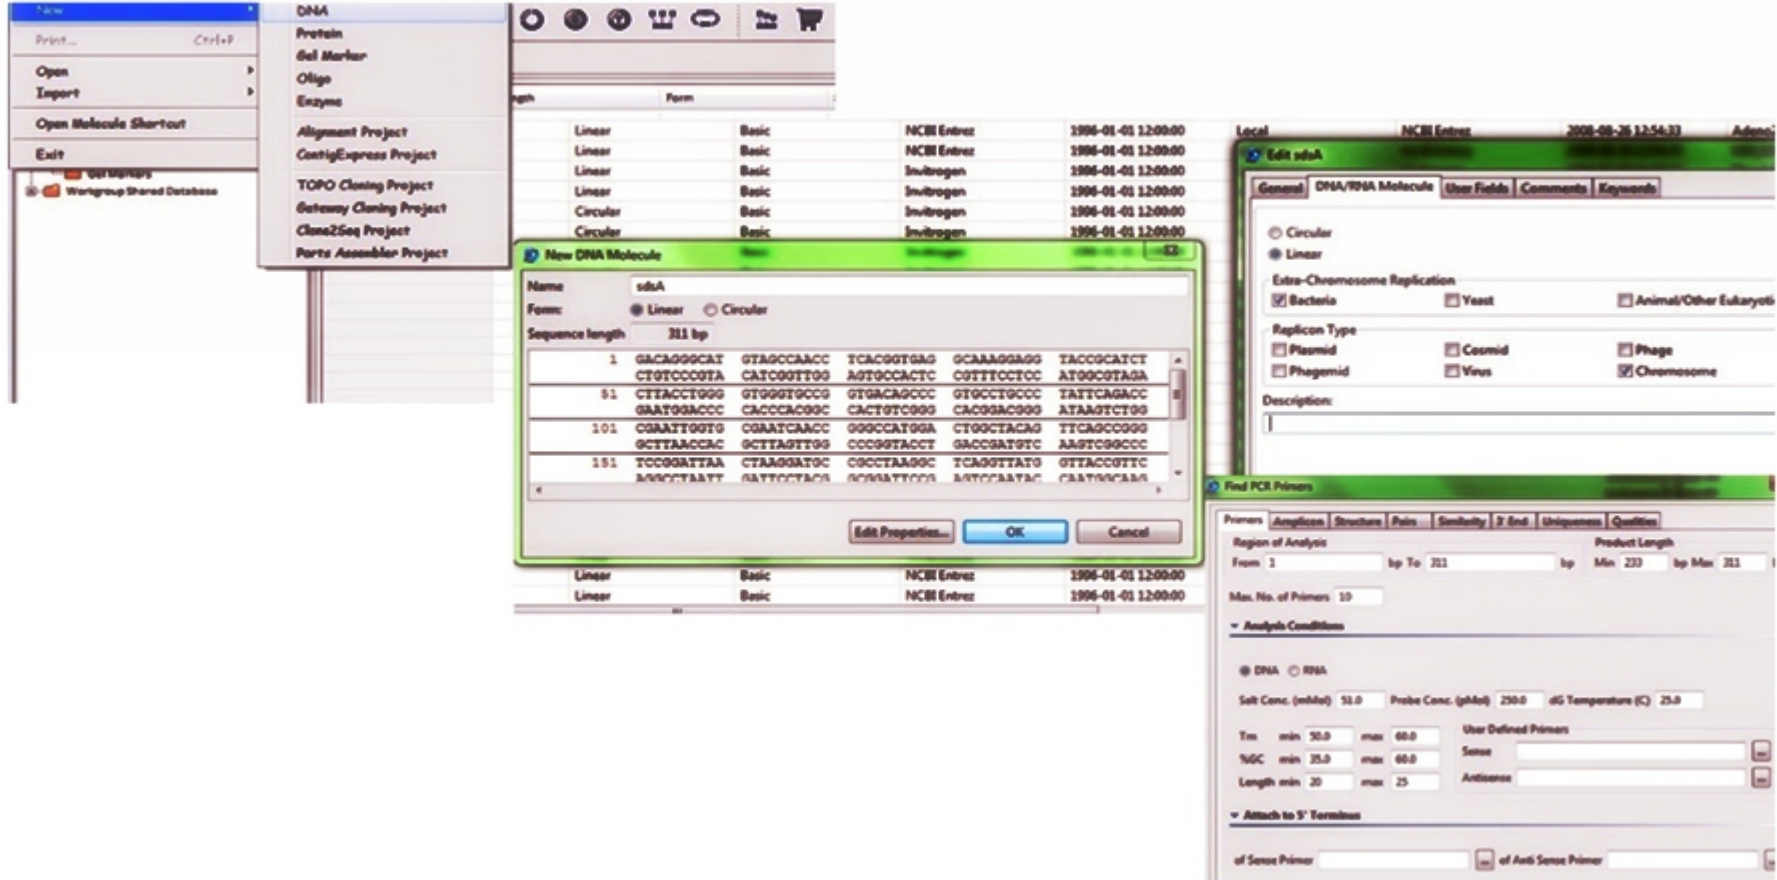 New
Print... Ctrl+P
Open
Import
Open Molecule Shortcut
Exit
Gel Markers
Workgroup Shared Database
DNA
Protein
Gel Marker
Oligo
Enzyme
Alignment Project
ContigExpress Project
TOPO Cloning Project
Gateway Cloning Project
Clone2Seq Project
Parts Assembler Project
Form
Linear Basic NCBI Entrez 1996-01-01 12:00:00 Local NCBI Entrez 2008-08-26 12:54:33
Linear Basic NCBI Entrez 1996-01-01 12:00:00
Linear Basic Invitrogen 1996-01-01 12:00:00
Linear Basic Invitrogen 1996-01-01 12:00:00
Circular Basic Invitrogen 1996-01-01 12:00:00
Circular Basic Invitrogen 1996-01-01 12:00:00
New DNA Molecule
Name sdsA
Form: Linear Circular
Sequence length 311 bp
1 GACAGGGCAT GTAGCCAACC TCACGGTGAG GCAAAGGAGG TACCGCATCT
CTGTCCCGTA CATCGGTTGG AGTGCCACTC CGTTTCCTCC ATGGCGTAGA
51 CTTACCTGGG GTGGGTGCCG GTGACAGCCC GTGCCTGCCC TATTCAGACC
GAATGGACCC CACCCACGGC CACTGTCGGG CACGGACGGG ATAAGTCTGG
101 CGAATTGGTG CGAATCAACC GGGCCATGGA CTGGCTACAG TTCAGCCGGG
GCTTAACCAC GCTTAGTTGG CCCGGTACCT GACCGATGTC AAGTCGGCCC
151 TCCGGATTAA CTAAGGATGC CGCCTAAGGC TCAGGTTATG GTTACCGTTC
AGGCCTAATT GATTCCTACG GCGGATTCCG AGTCCAATAC CAATGGCAAG
Edit Properties... OK Cancel
Linear Basic NCBI Entrez 1996-01-01 12:00:00
Linear Basic NCBI Entrez 1996-01-01 12:00:00
Edit sdsA
General DNA/RNA Molecule User Fields Comments Keywords
Circular
Linear
Extra-Chromosome Replication
Bacteria Yeast Animal/Other Eukaryoti
Replicon Type
Plasmid Cosmid Phage
Phagemid Virus Chromosome
Description:
Find PCR Primers
Primers Amplicon Structure Pairs Similarity 3' End Uniqueness Qualities
Region of Analysis Product Length
From 1 bp To 311 bp Min 233 bp Max 311
Max. No. of Primers 10
Analysis Conditions
DNA RNA
Salt Conc. (mMol) 51.0 Probe Conc. (pMol) 250.0 dG Temperature (C) 25.0
Tm min 50.0 max 60.0 User Defined Primers
%GC min 35.0 max 60.0 Sense
Length min 20 max 25 Antisense
Attach to 5' Terminus
of Sense Primer of Anti Sense Primer